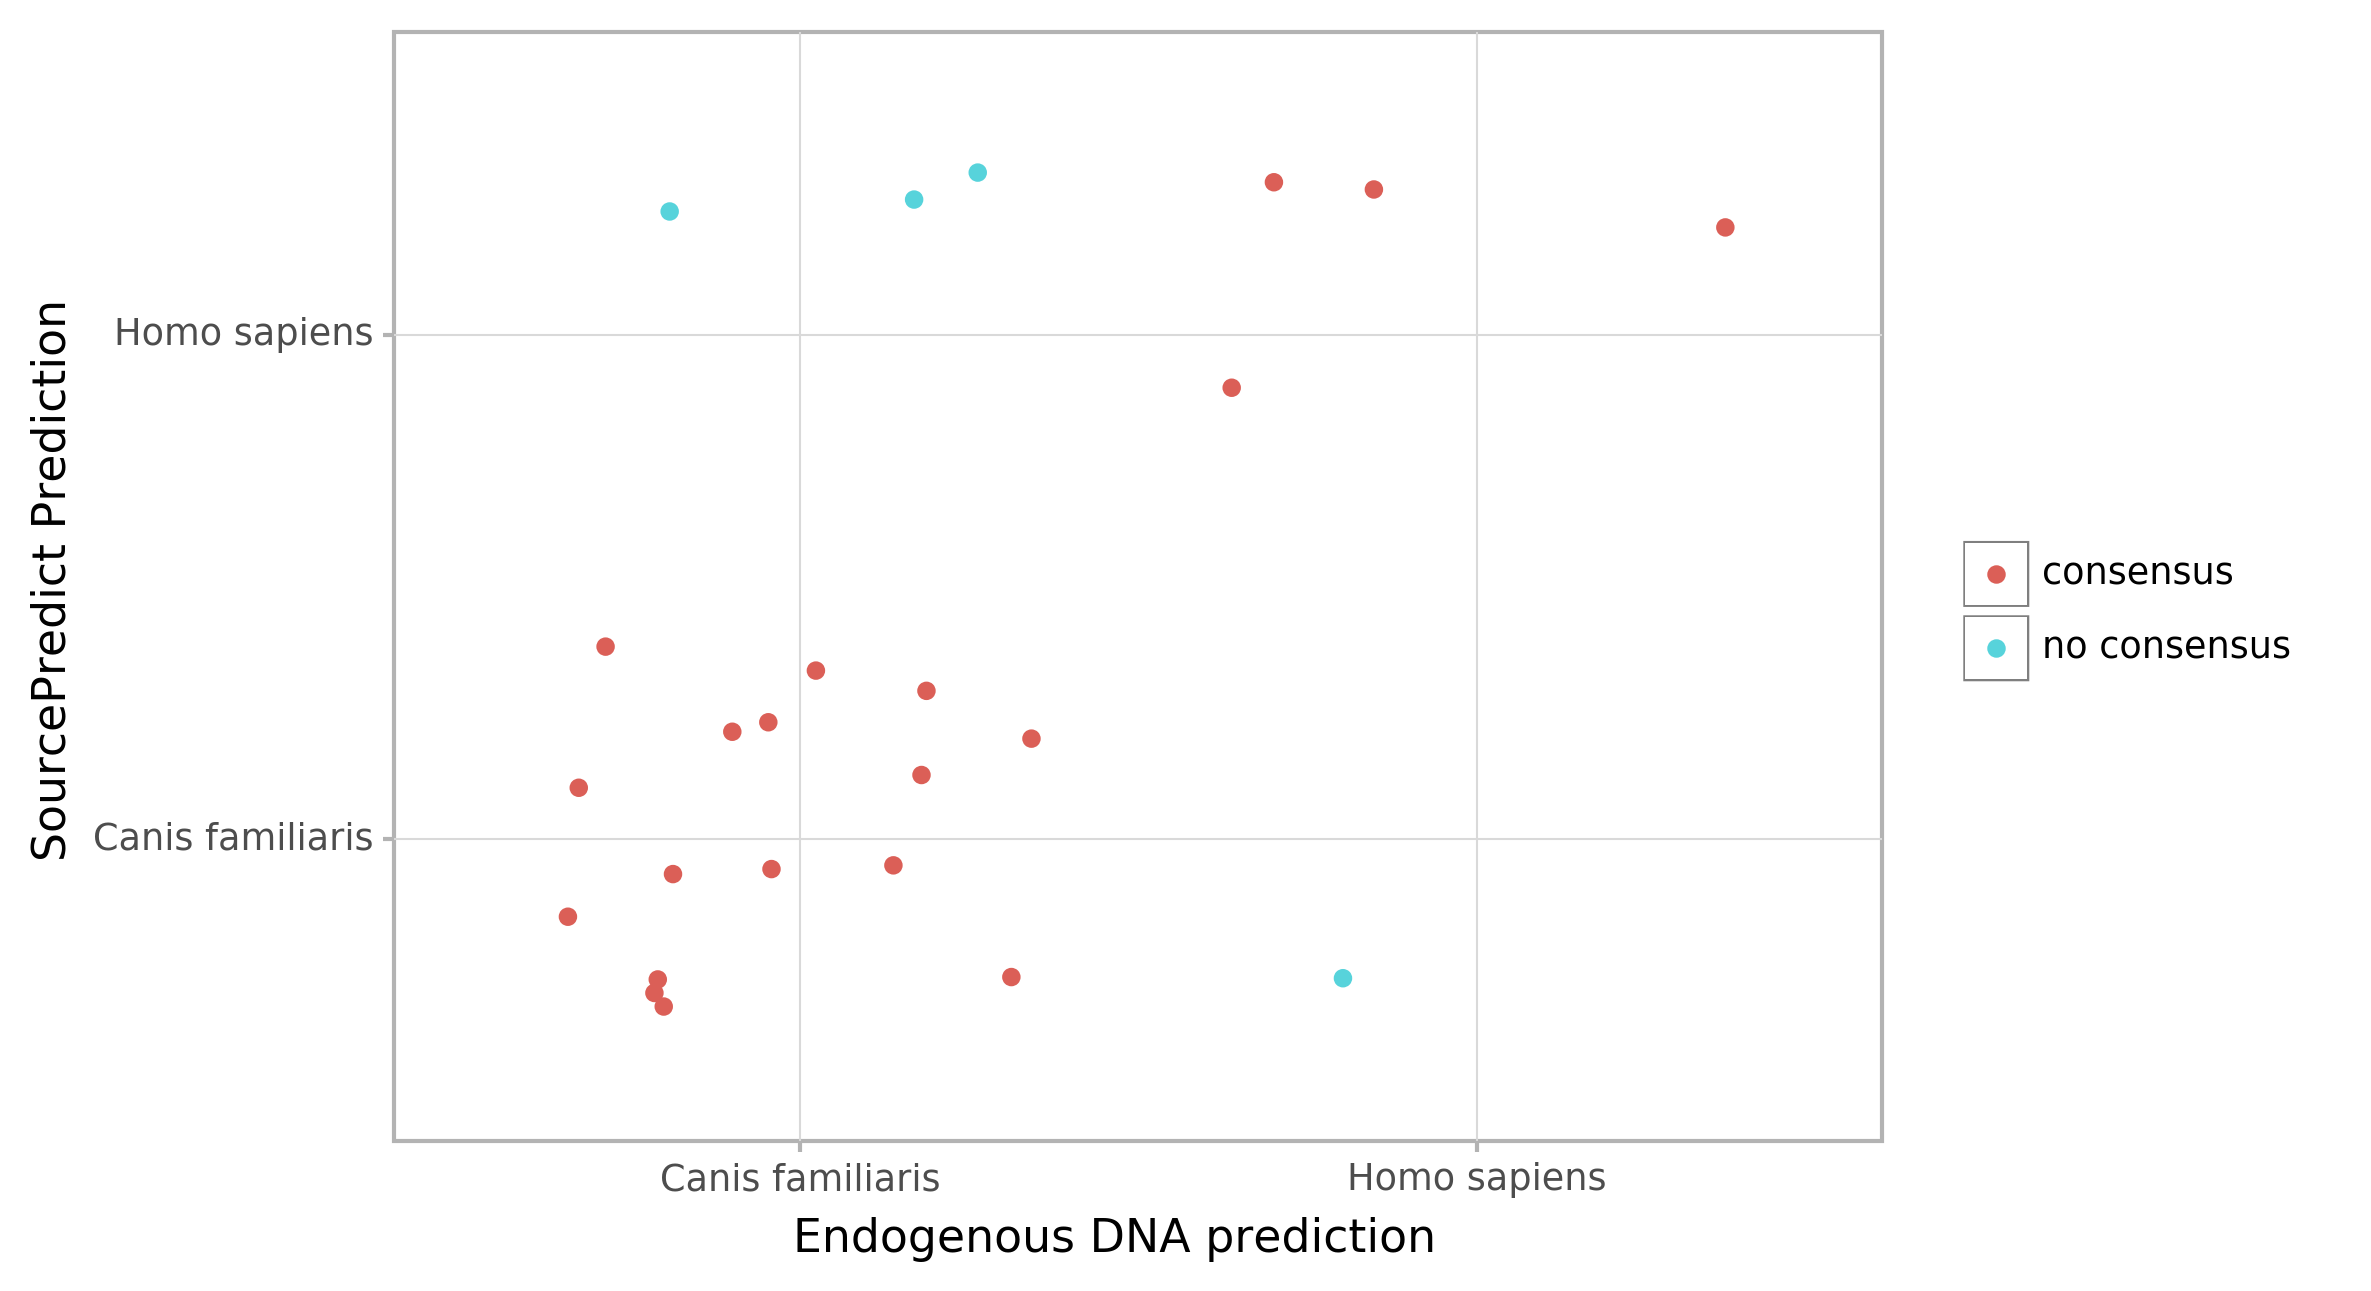 SourcePredict Prediction
Homo sapiens
Canis familiaris
Canis familiaris
Homo sapiens
Endogenous DNA prediction
consensus
no consensus